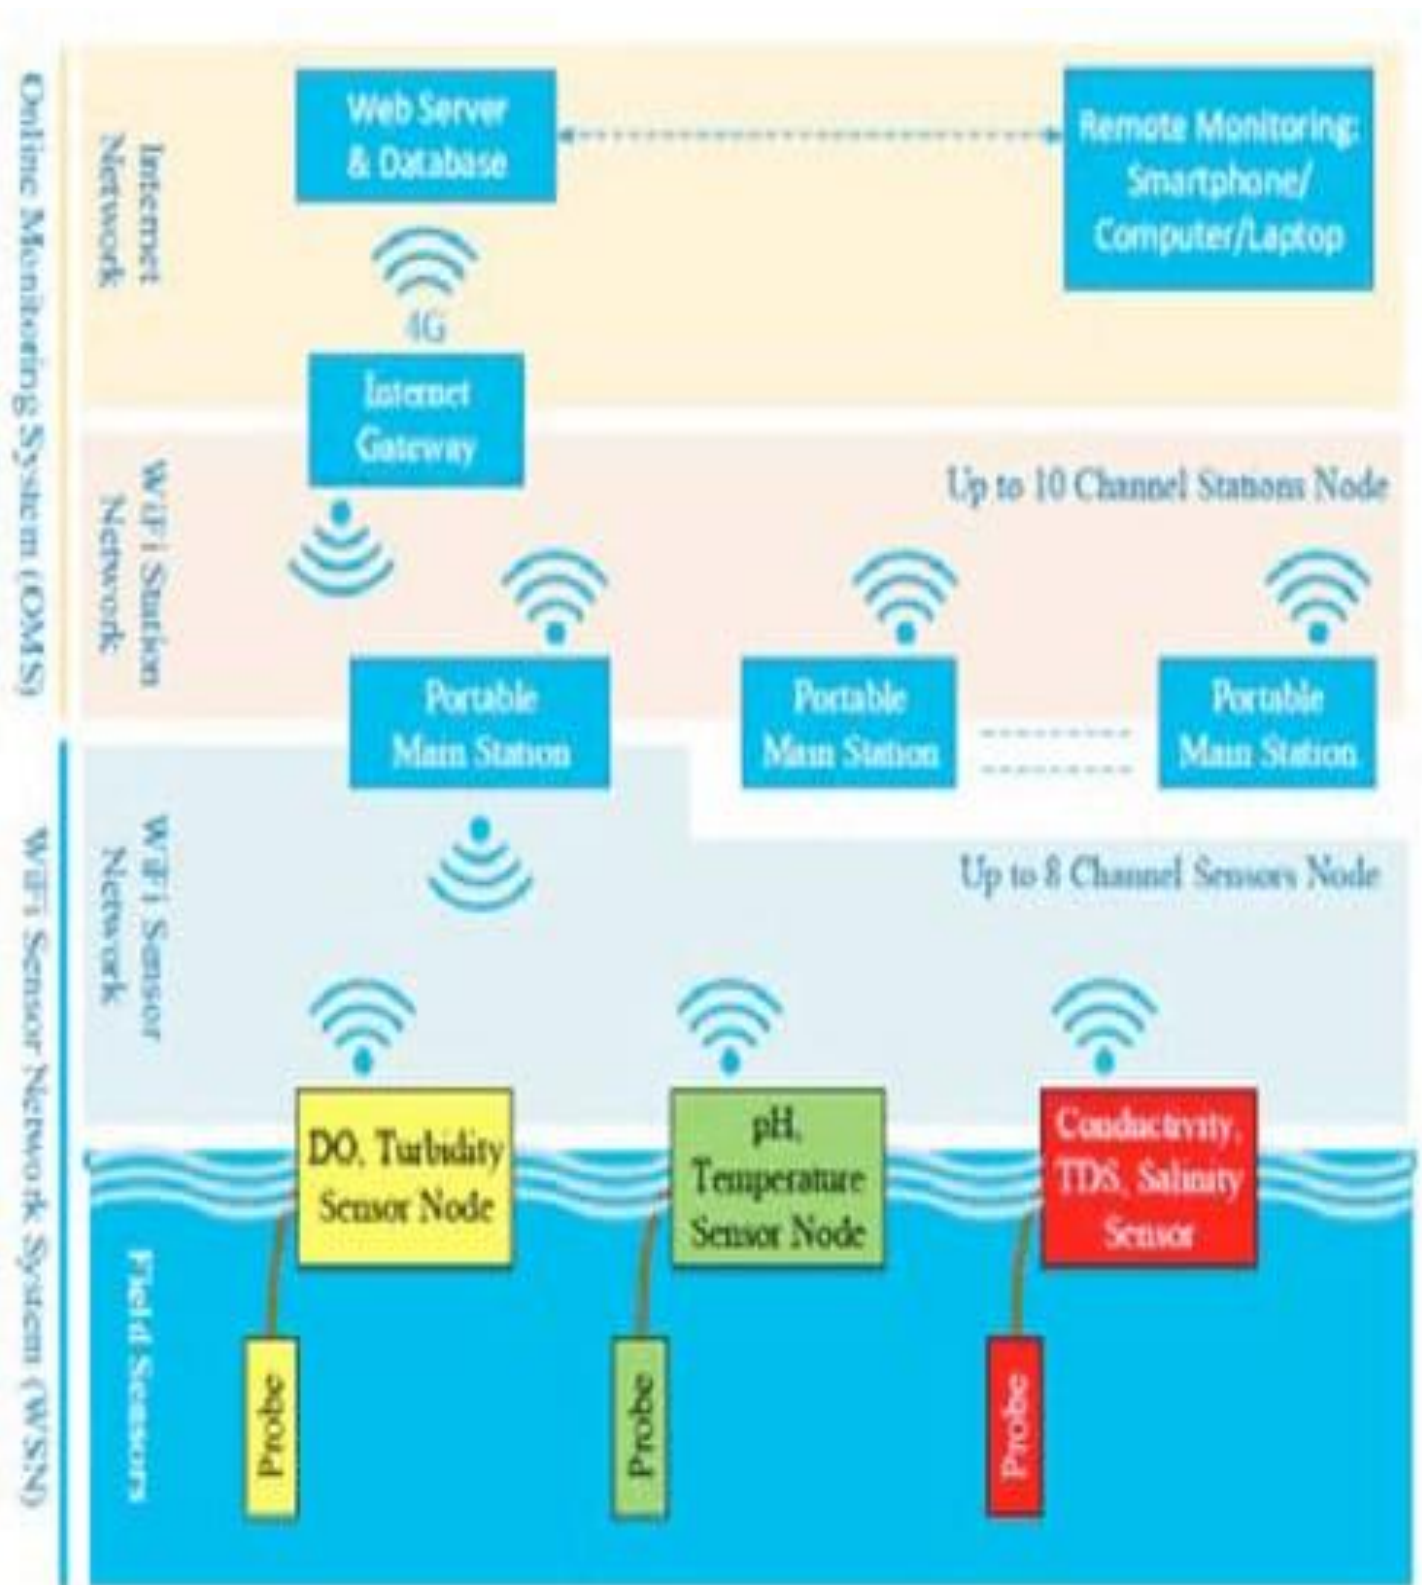 Online Monitoring System (OMS)
Internet
Network
Web Server
& Database
Remote Monitoring:
Smartphone/
Computer/Laptop
4G
Internet
Gateway
WiFi Station
Network
Up to 10 Channel Stations Node
Portable
Main Station
Portable
Main Station
Portable
Main Station
WiFi Sensor Network System (WSN)
WiFi Sensor
Network
Up to 8 Channel Sensors Node
DO, Turbidity
Sensor Node
pH,
Temperature
Sensor Node
Conductivity,
TDS, Salinity
Sensor
Field Sensors
Probe
Probe
Probe